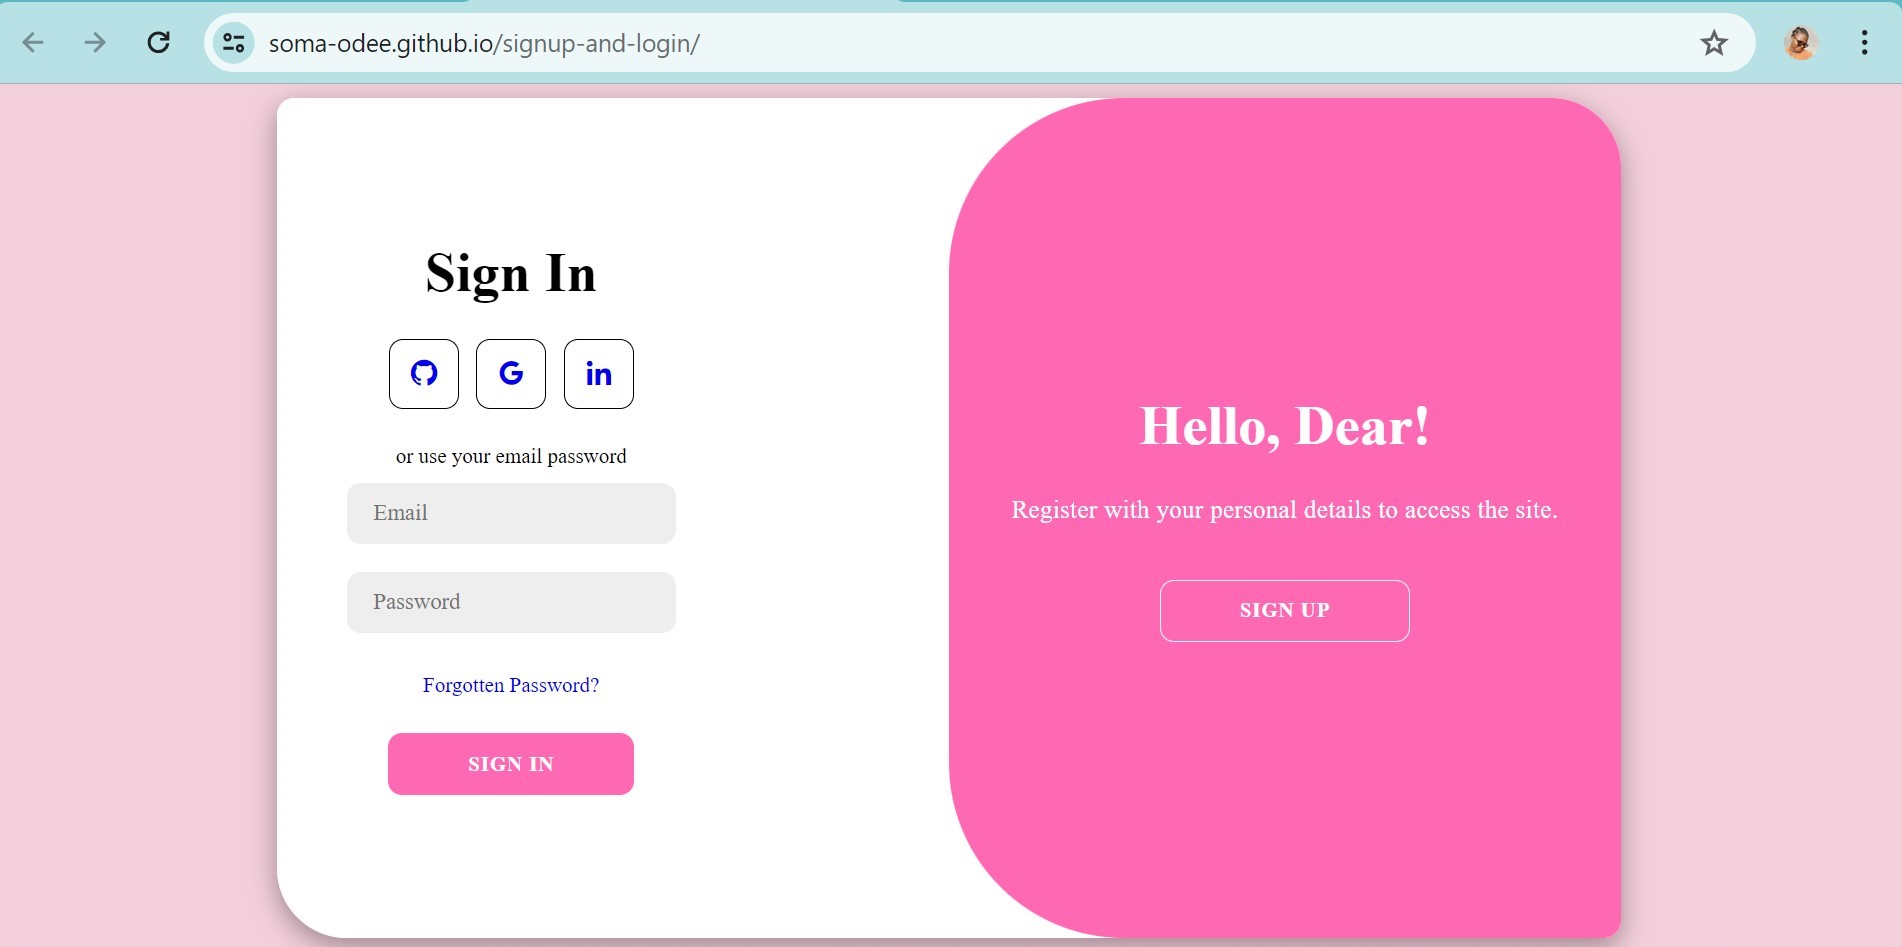 soma-odee.github.io/signup-and-login/
Sign In
G in
or use your email password
Email
Password
Forgotten Password?
SIGN IN
Hello, Dear!
Register with your personal details to access the site.
SIGN UP